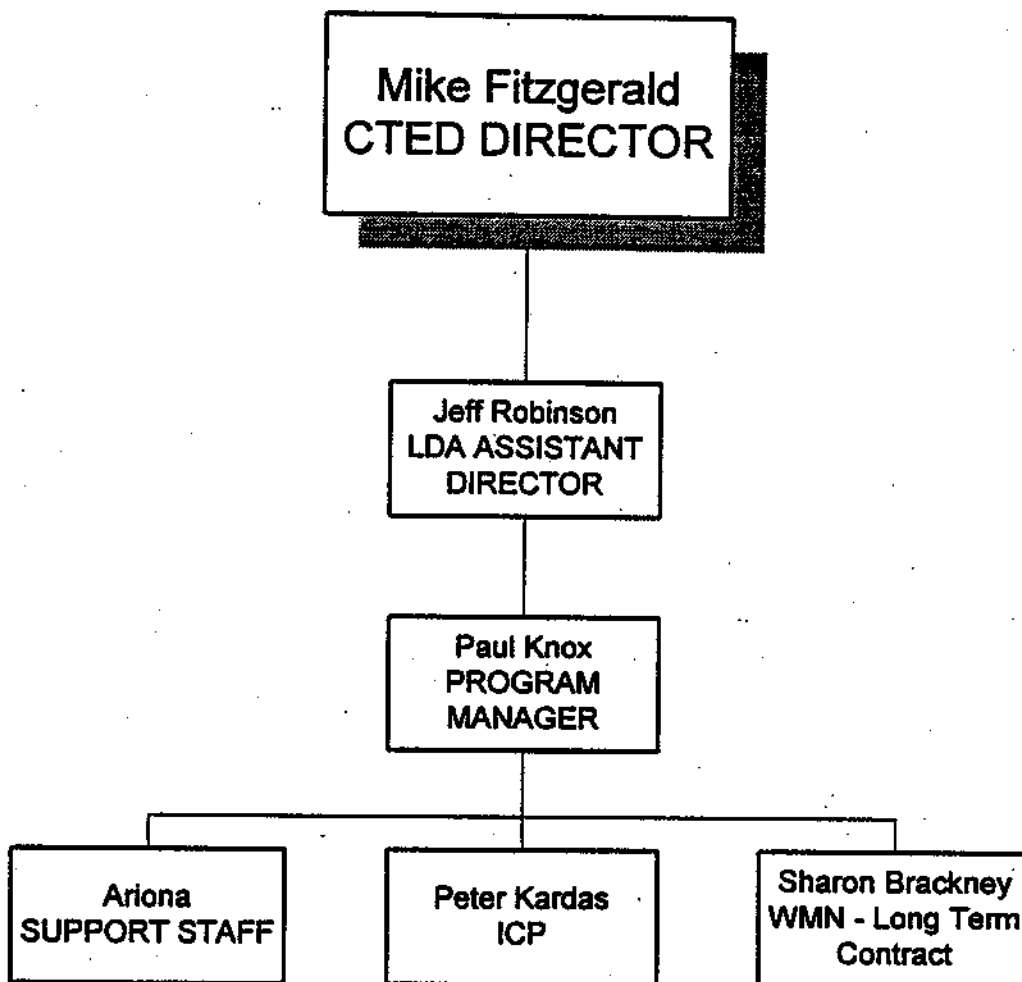 Mike Fitzgerald
CTED DIRECTOR
Jeff Robinson
LDA ASSISTANT
DIRECTOR
Paul Knox
PROGRAM
MANAGER
Ariona
SUPPORT STAFF
Peter Kardas
ICP
Sharon Brackney
WMN - Long Term
Contract